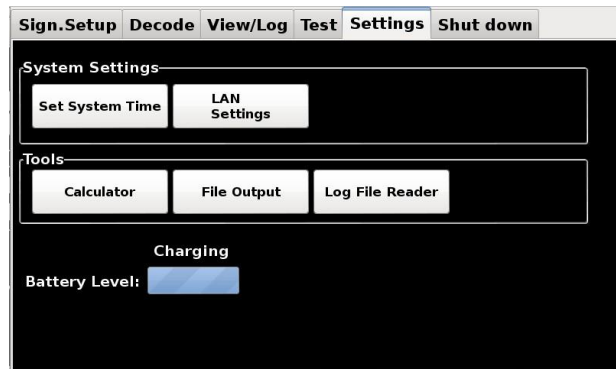 Sign.Setup Decode View/Log Test Settings Shut down
System Settings
Set System Time
LAN
Settings
Tools
Calculator File Output Log File Reader
Charging
Battery Level: